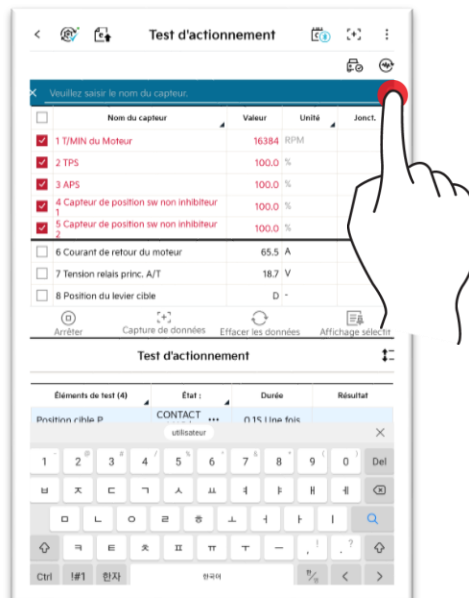 Test d'actionnement
Veuillez saisir le nom du capteur.
Nom du capteur Valeur Unité Jonct.
1 T/MIN du Moteur 16384 RPM
2 TPS 100.0 %
3 APS 100.0 %
4 Capteur de position sw non inhibiteur 1 100.0 %
5 Capteur de position sw non inhibiteur 2 100.0 %
6 Courant de retour du moteur 65.5 A
7 Tension relais princ. A/T 18.7 V
8 Position du levier cible D -
Arrêter Capture de données Effacer les données Affichage sélectif
Test d'actionnement
Éléments de test (4) État : Durée Résultat
Position cible P CONTACT ... 0.1S Une fois
utilisateur
1 2 @ 3 # 4 / 5 % 6 ^ 7 & 8 * 9 ( 0 ) Del
ㅂ ㅈ ㄷ ㄱ ㅅ ㅛ ㅕ ㅑ ㅐ ㅔ
ㅁ ㄴ ㅇ ㄹ ㅎ ㅗ ㅓ ㅏ ㅣ
ㅋ ㅌ ㅊ ㅍ ㅠ ㅜ ㅡ , ! . ?
Ctrl !#1 한자 한국어 한/a < >